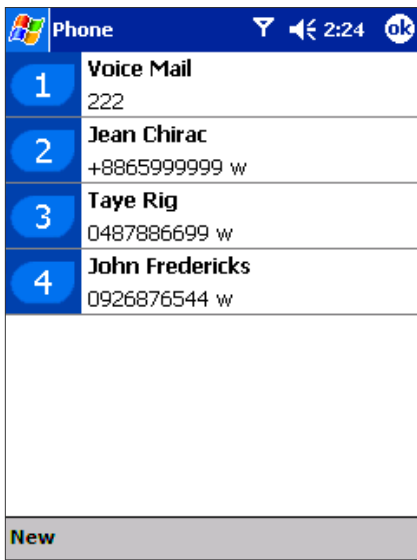 Phone 2:24 ok
1 Voice Mail
222
2 Jean Chirac
+8865999999 w
3 Taye Rig
0487886699 w
4 John Fredericks
0926876544 w
New